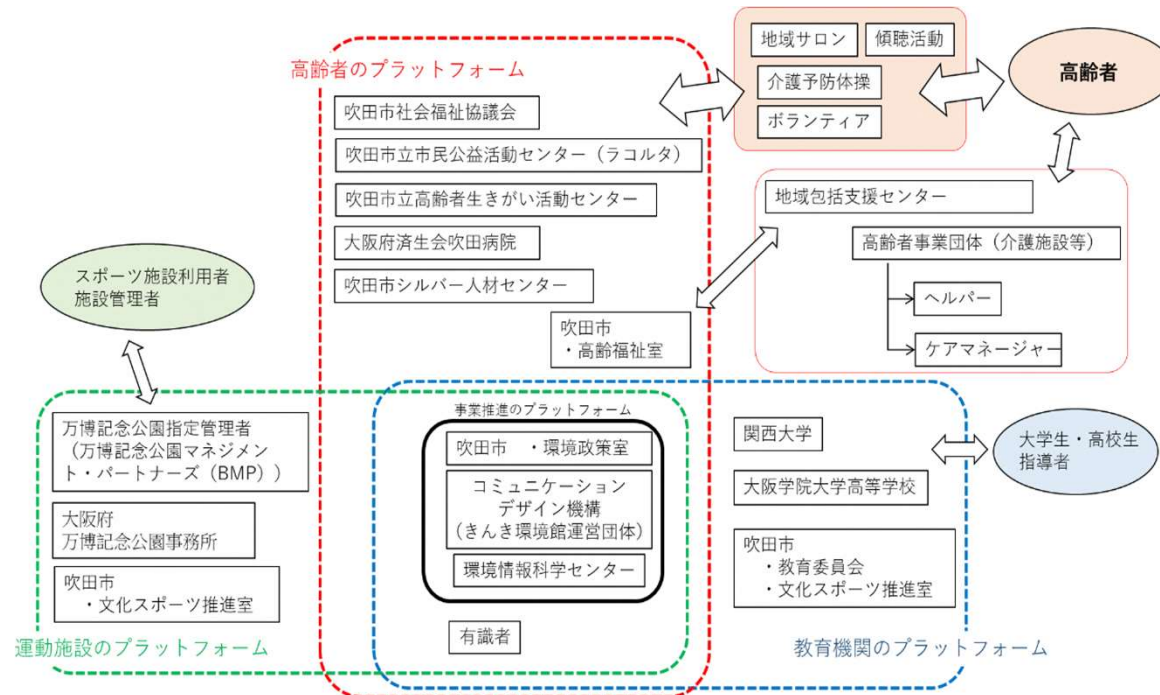 高齢者のプラットフォーム
吹田市社会福祉協議会
吹田市立市民公益活動センター（ラコルタ）
吹田市立高齢者生きがい活動センター
大阪府済生会吹田病院
吹田市シルバー人材センター
吹田市
・高齢福祉室
地域サロン
傾聴活動
介護予防体操
ボランティア
高齢者
地域包括支援センター
高齢者事業団体（介護施設等）
ヘルパー
ケアマネージャー
スポーツ施設利用者
施設管理者
万博記念公園指定管理者
（万博記念公園マネジメ
ント・パートナーズ（BMP））
大阪府
万博記念公園事務所
吹田市
・文化スポーツ推進室
運動施設のプラットフォーム
事業推進のプラットフォーム
吹田市　・環境政策室
コミュニケーション
デザイン機構
(きんき環境館運営団体)
環境情報科学センター
有識者
関西大学
大阪学院大学高等学校
吹田市
・教育委員会
・文化スポーツ推進室
教育機関のプラットフォーム
大学生・高校生
指導者